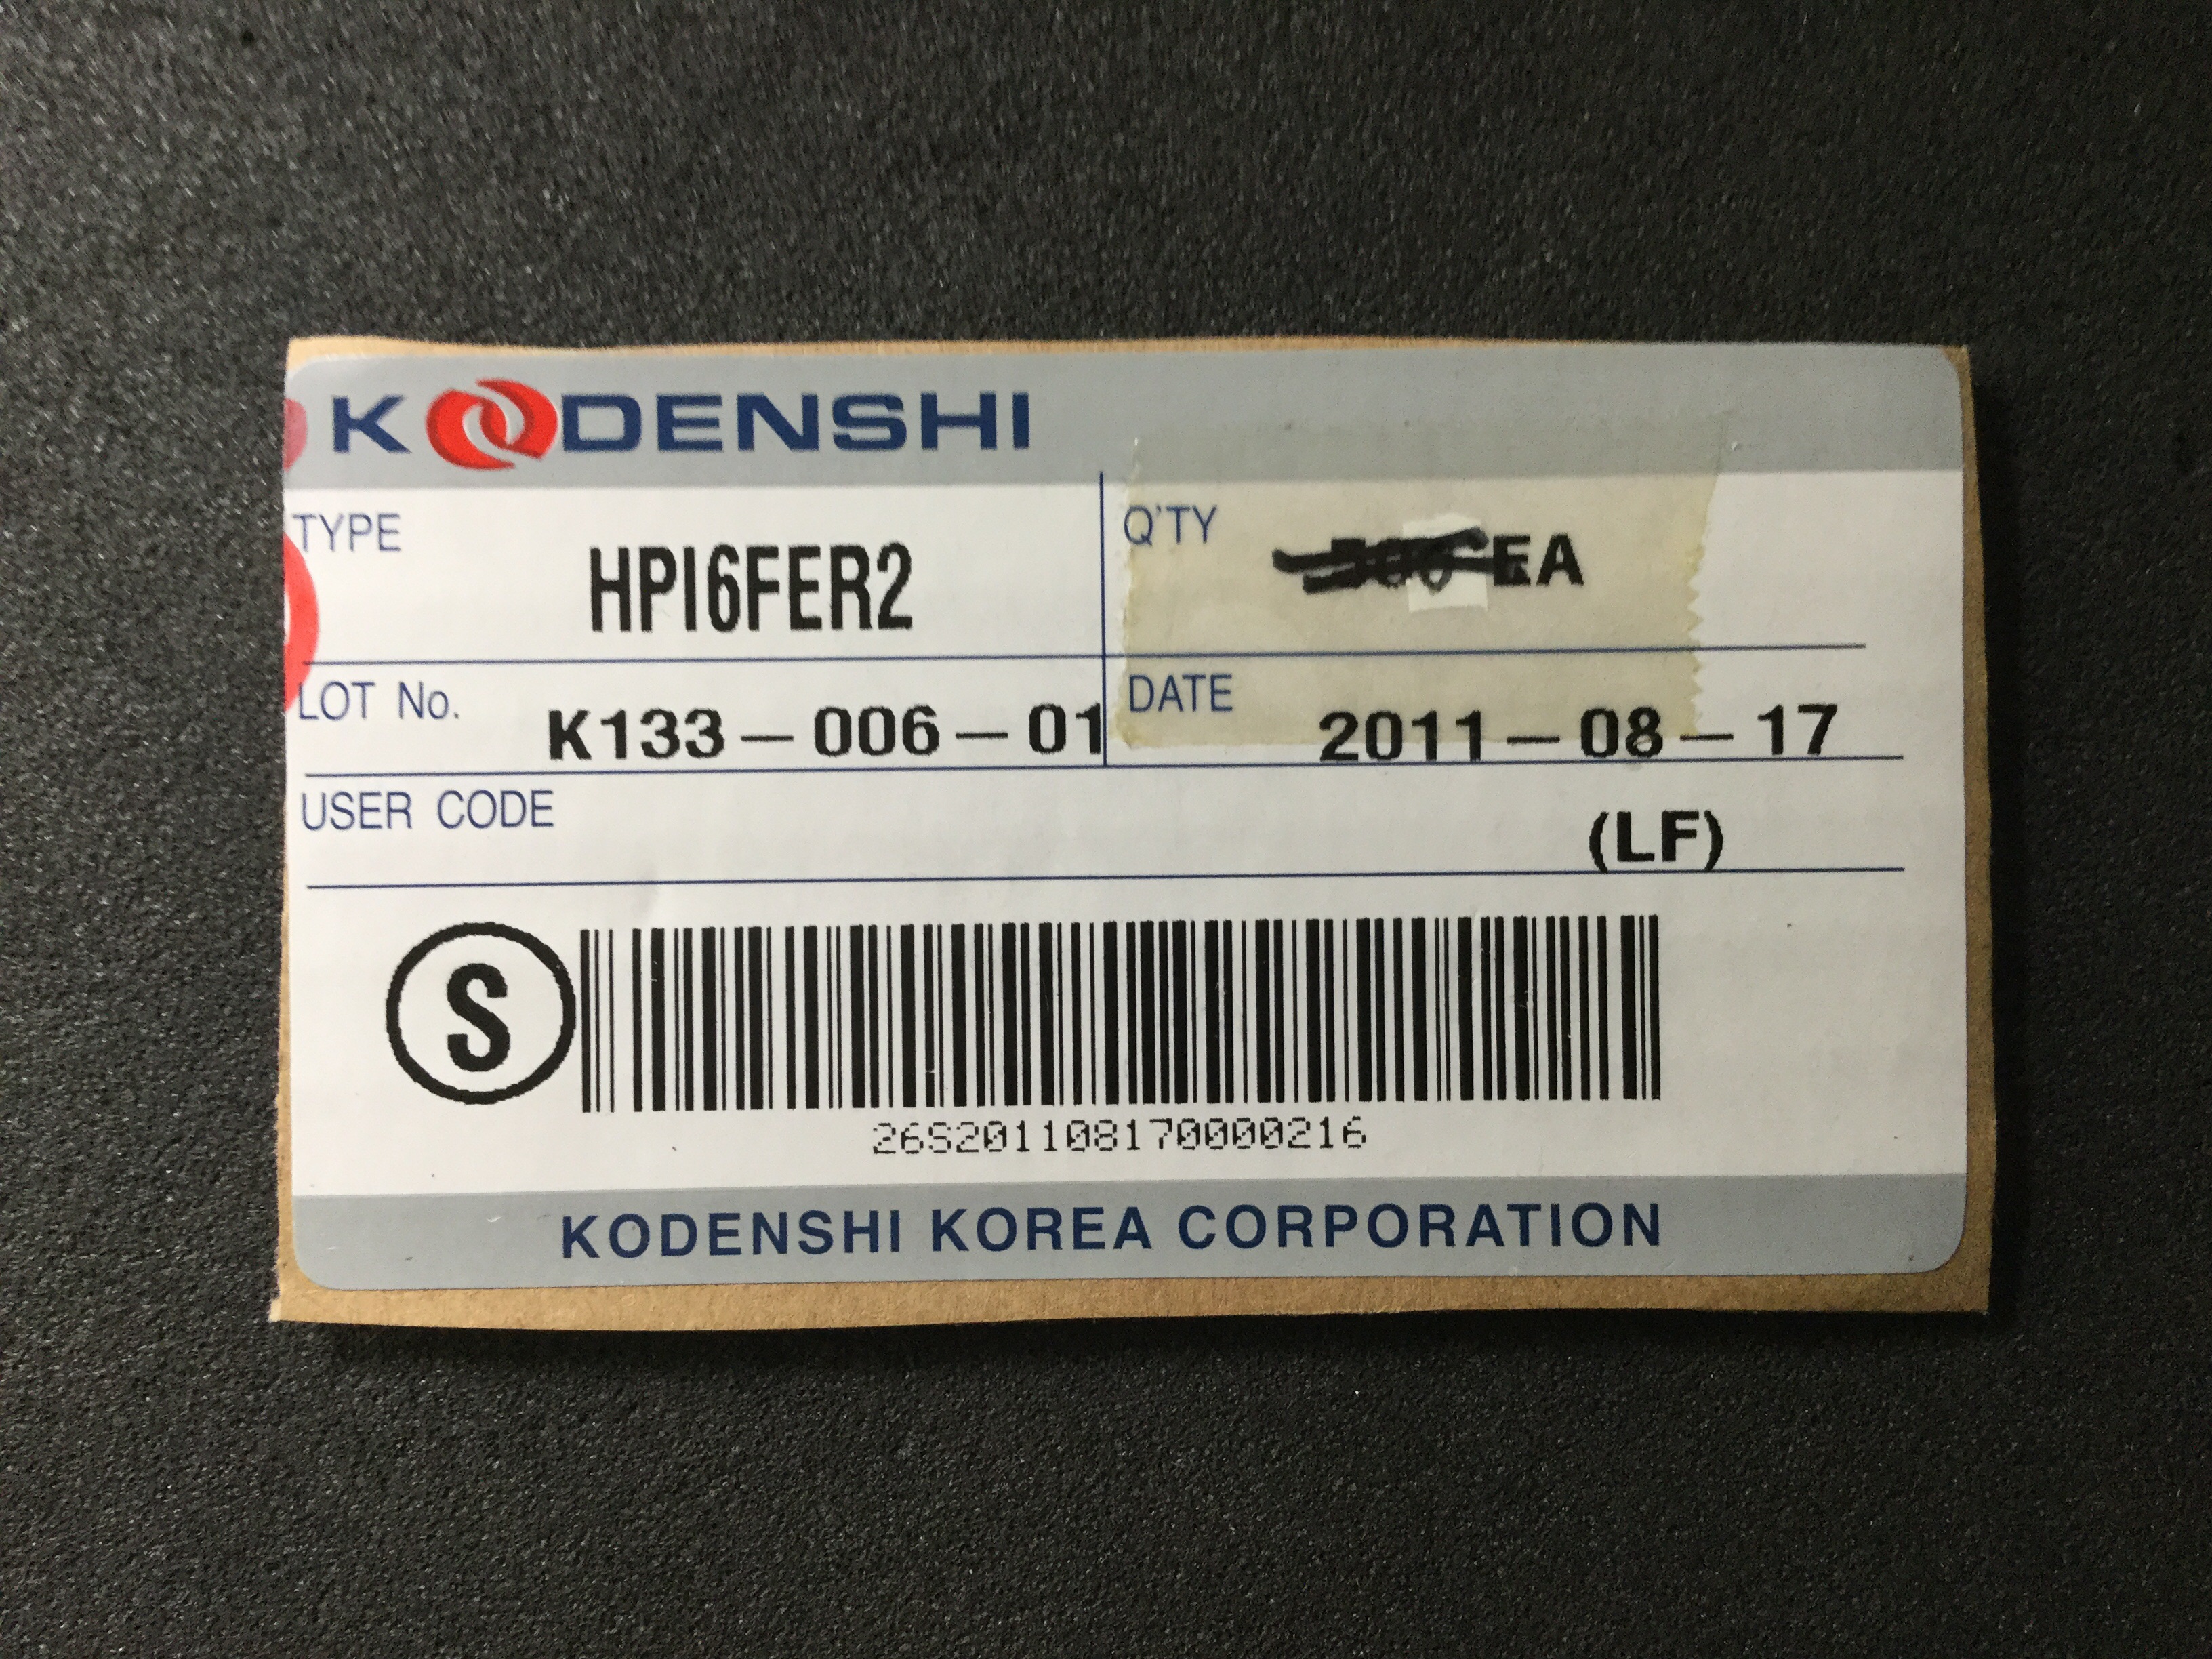 KODENSHI
TYPE HPI6FER2
Q'TY EA
LOT No. K133-006-01
DATE 2011-08-17
USER CODE (LF)
S
26S201108170000216
KODENSHI KOREA CORPORATION